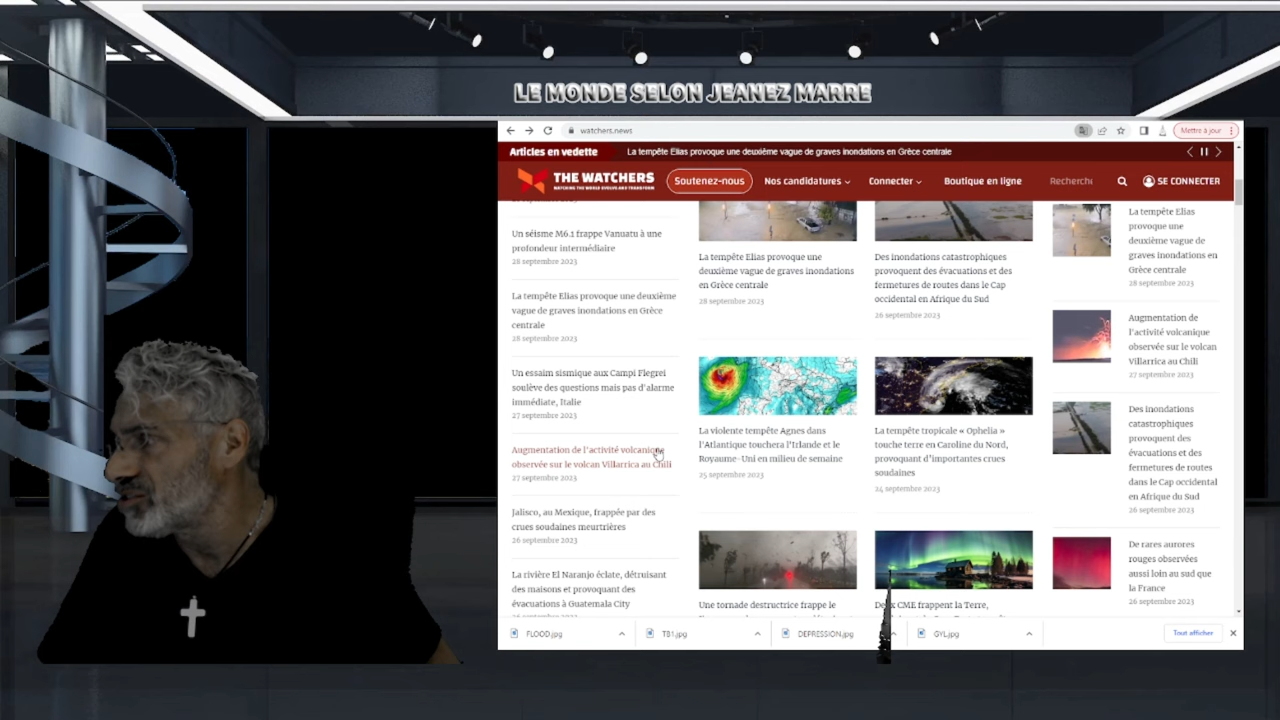 LE MONDE SELON JEANEZ MARRE
watchers.news
Mettre à jour
Articles en vedette
La tempête Elias provoque une deuxième vague de graves inondations en Grèce centrale
THE WATCHERS
WATCHING THE WORLD EVOLVE AND TRANSFORM
Soutenez-nous
Nos candidatures
Connecter
Boutique en ligne
Recherchi
SE CONNECTER
Un séisme M6.1 frappe Vanuatu à une
profondeur intermédiaire
28 septembre 2023
La tempête Elias provoque une deuxième
vague de graves inondations en Grèce
centrale
28 septembre 2023
Un essaim sismique aux Campi Flegrei
soulève des questions mais pas d'alarme
immédiate, Italie
27 septembre 2023
Augmentation de l'activité volcanique
observée sur le volcan Villarrica au Chili
27 septembre 2023
Jalisco, au Mexique, frappée par des
crues soudaines meurtrières
26 septembre 2023
La rivière El Naranjo éclate, détruisant
des maisons et provoquant des
évacuations à Guatemala City
La tempête Elias provoque une
deuxième vague de graves inondations
en Grèce centrale
28 septembre 2023
Des inondations catastrophiques
provoquent des évacuations et des
fermetures de routes dans le Cap
occidental en Afrique du Sud
26 septembre 2023
La violente tempête Agnes dans
l'Atlantique touchera l'Irlande et le
Royaume-Uni en milieu de semaine
25 septembre 2023
La tempête tropicale « Ophelia »
touche terre en Caroline du Nord,
provoquant d'importantes crues
soudaines
24 septembre 2023
Une tornade destructrice frappe le
Deux CME frappent la Terre,
La tempête Elias
provoque une
deuxième vague de
graves inondations en
Grèce centrale
28 septembre 2023
Augmentation de
l'activité volcanique
observée sur le volcan
Villarrica au Chili
27 septembre 2023
Des inondations
catastrophiques
provoquent des
évacuations et des
fermetures de routes
dans le Cap occidental
en Afrique du Sud
26 septembre 2023
De rares aurores
rouges observées
aussi loin au sud que
la France
26 septembre 2023
FLOOD.jpg
TB1.jpg
DEPRESSION.jpg
GYL.jpg
Tout afficher